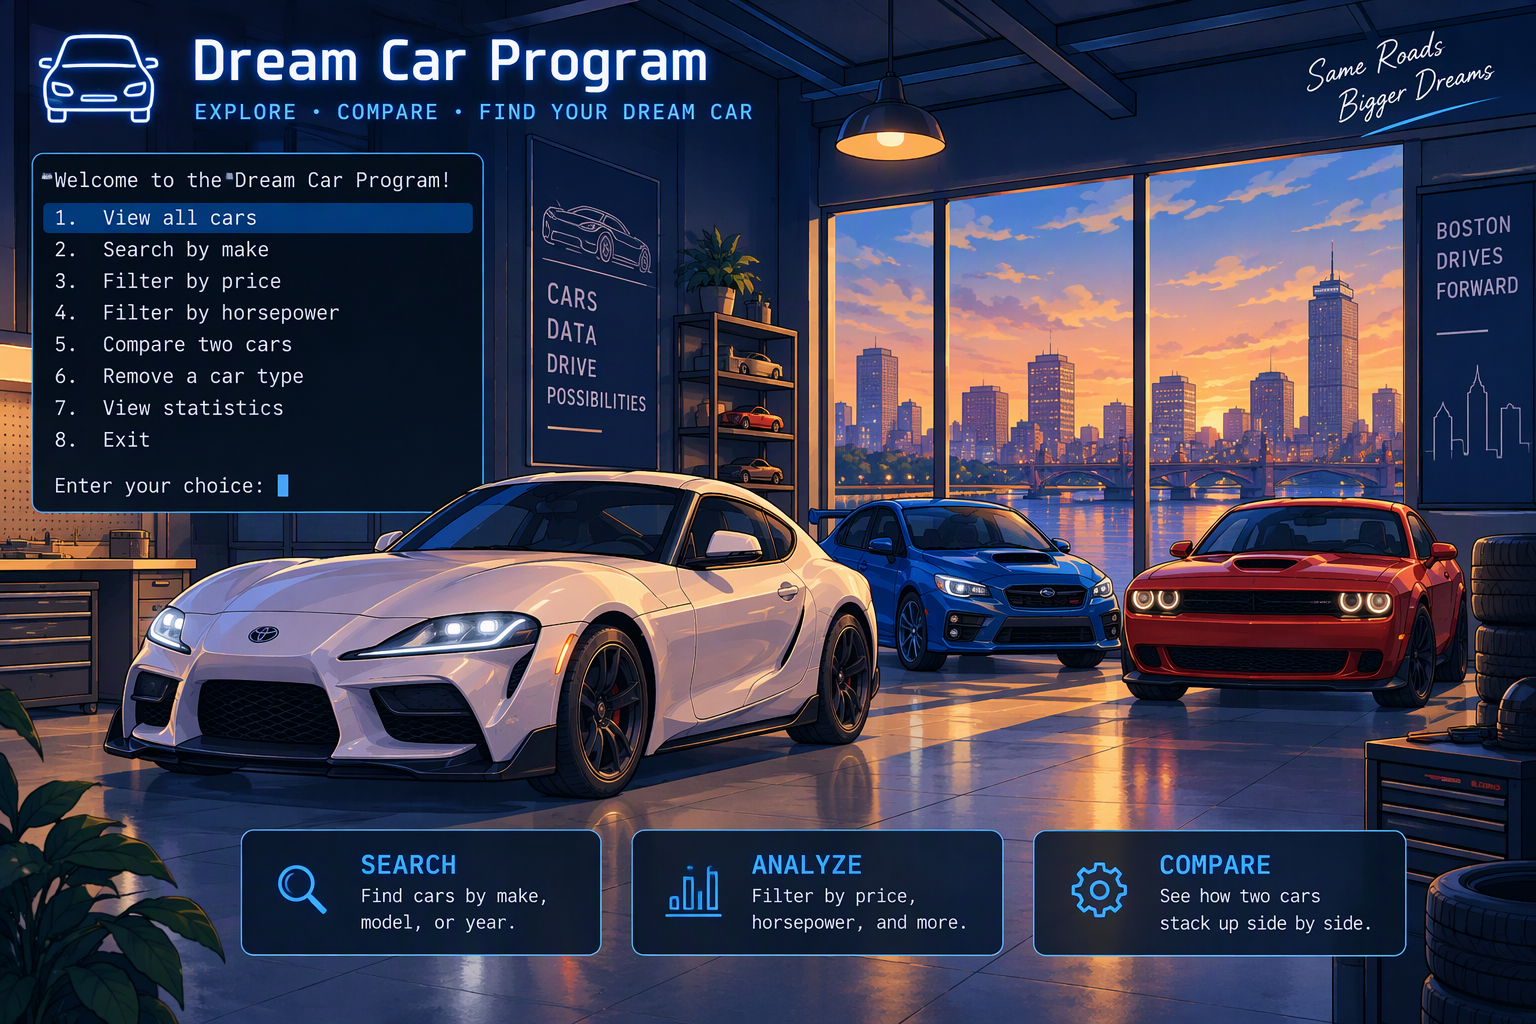 Dream Car Program
EXPLORE • COMPARE • FIND YOUR DREAM CAR
Same Roads
Bigger Dreams
Welcome to the Dream Car Program!
1. View all cars
2. Search by make
3. Filter by price
4. Filter by horsepower
5. Compare two cars
6. Remove a car type
7. View statistics
8. Exit
Enter your choice:
CARS
DATA
DRIVE
POSSIBILITIES
BOSTON
DRIVES
FORWARD
SEARCH
Find cars by make,
model, or year.
ANALYZE
Filter by price,
horsepower, and more.
COMPARE
See how two cars
stack up side by side.